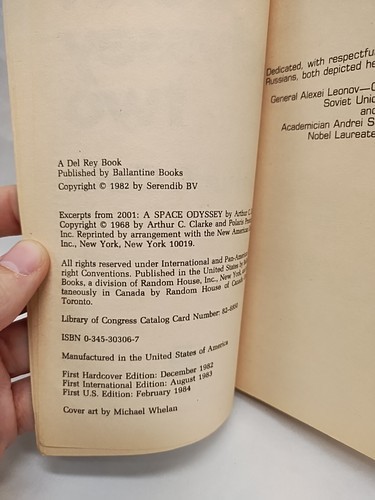 A Del Rey Book
Published by Ballantine Books
Copyright © 1982 by Serendib BV
Excerpts from 2001: A SPACE ODYSSEY by Arthur C.
Copyright © 1968 by Arthur C. Clarke and Polaris
Inc. Reprinted by arrangement with the New American
Inc., New York, New York 10019.
All rights reserved under International and Pan-American
right Conventions. Published in the United States by
Books, a division of Random House, Inc., New York,
taneously in Canada by Random House of Canada
Toronto.
Library of Congress Catalog Card Number:
ISBN 0-345-30306-7
Manufactured in the United States of America
First Hardcover Edition: December 1982
First International Edition: August 1983
First U.S. Edition: February 1984
Cover art by Michael Whelan
Dedicated, with respectful
Russians, both depicted he
General Alexei Leonov—C
Soviet Uni
and
Academician Andrei S
Nobel Laureate